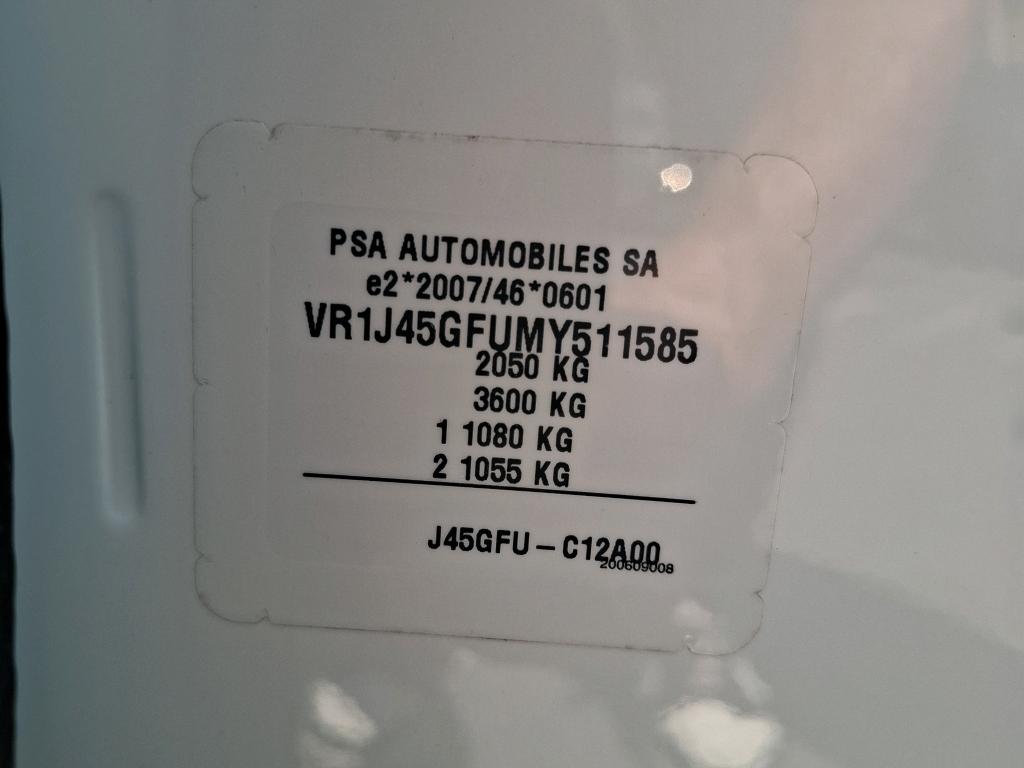 PSA AUTOMOBILES SA
e2*2007/46*0601
VR1J45GFUMY511585
2050 KG
3600 KG
1 1080 KG
2 1055 KG
J45GFU – C12A00
200609008